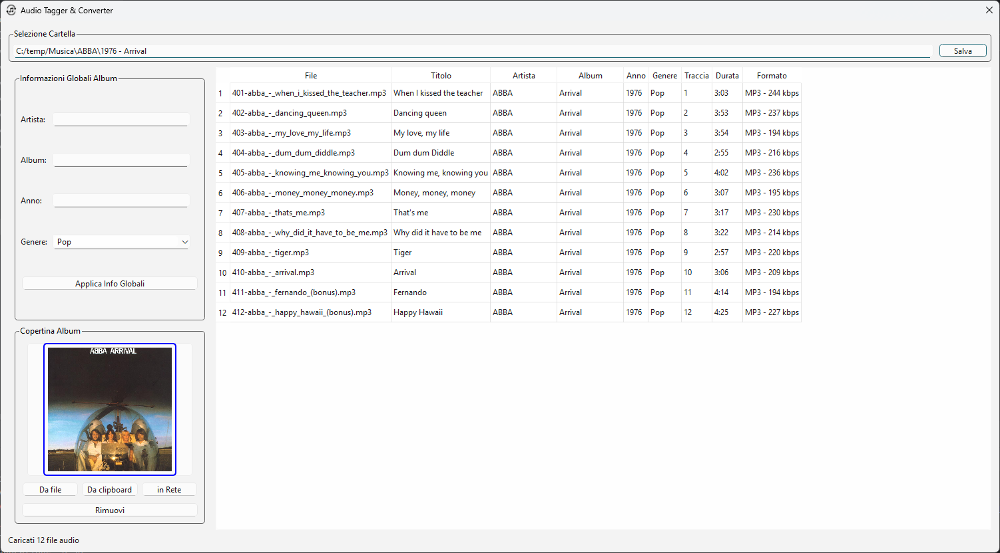 Audio Tagger & Converter
Selezione Cartella
C:/temp/Musica\ABBA\1976 - Arrival
Salva
Informazioni Globali Album
Artista:
Album:
Anno:
Genere: Pop
Applica Info Globali
Copertina Album
ABBA ARRIVAL
Da file Da clipboard in Rete
Rimuovi
File Titolo Artista Album Anno Genere Traccia Durata Formato
1 401-abba_-_when_i_kissed_the_teacher.mp3 When I kissed the teacher ABBA Arrival 1976 Pop 1 3:03 MP3 - 244 kbps
2 402-abba_-_dancing_queen.mp3 Dancing queen ABBA Arrival 1976 Pop 2 3:53 MP3 - 237 kbps
3 403-abba_-_my_love_my_life.mp3 My love, my life ABBA Arrival 1976 Pop 3 3:54 MP3 - 194 kbps
4 404-abba_-_dum_dum_diddle.mp3 Dum dum Diddle ABBA Arrival 1976 Pop 4 2:55 MP3 - 216 kbps
5 405-abba_-_knowing_me_knowing_you.mp3 Knowing me, knowing you ABBA Arrival 1976 Pop 5 4:02 MP3 - 236 kbps
6 406-abba_-_money_money_money.mp3 Money, money, money ABBA Arrival 1976 Pop 6 3:07 MP3 - 195 kbps
7 407-abba_-_thats_me.mp3 That's me ABBA Arrival 1976 Pop 7 3:17 MP3 - 230 kbps
8 408-abba_-_why_did_it_have_to_be_me.mp3 Why did it have to be me ABBA Arrival 1976 Pop 8 3:22 MP3 - 214 kbps
9 409-abba_-_tiger.mp3 Tiger ABBA Arrival 1976 Pop 9 2:57 MP3 - 220 kbps
10 410-abba_-_arrival.mp3 Arrival ABBA Arrival 1976 Pop 10 3:06 MP3 - 209 kbps
11 411-abba_-_fernando_(bonus).mp3 Fernando ABBA Arrival 1976 Pop 11 4:14 MP3 - 194 kbps
12 412-abba_-_happy_hawaii_(bonus).mp3 Happy Hawaii ABBA Arrival 1976 Pop 12 4:25 MP3 - 227 kbps
Caricati 12 file audio